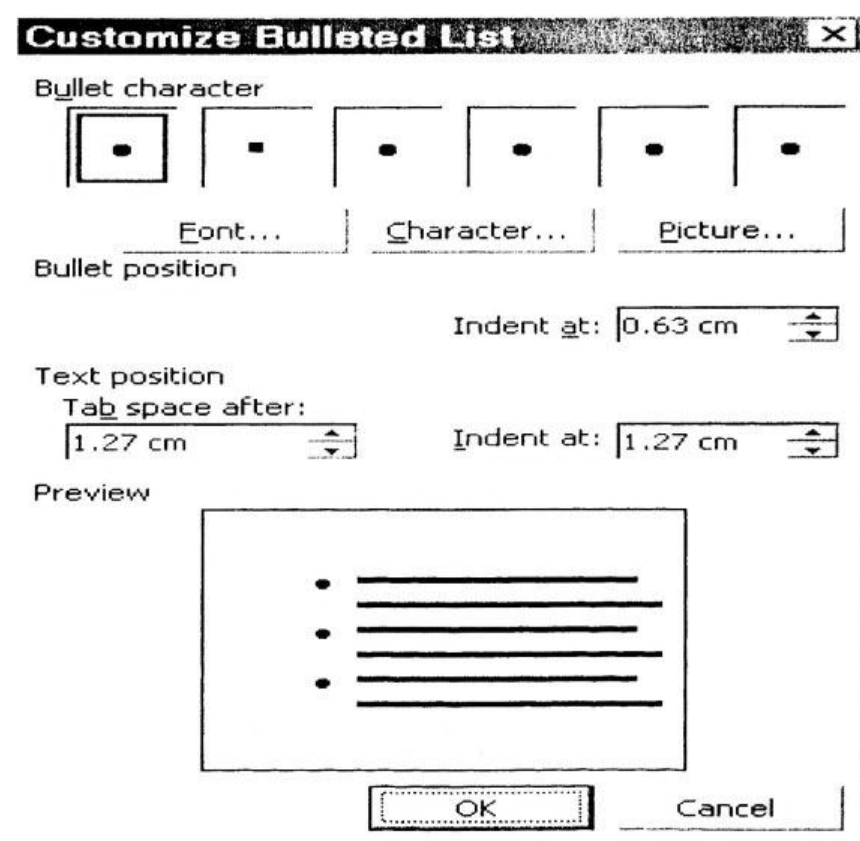 Customize Bulleted List
Bullet character
Font... Character... Picture...
Bullet position
Indent at: 0.63 cm
Text position
Tab space after:
1.27 cm Indent at: 1.27 cm
Preview
OK Cancel